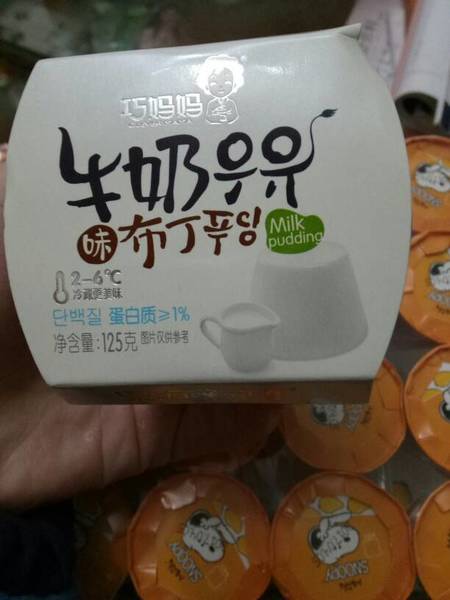 巧妈妈
牛奶우유
味布丁푸딩
Milk
pudding
2-6℃
冷藏更美味
단백질 蛋白质≥1%
净含量:125克 图片仅供参考
SNOOPY
SNOOPY
SNOOPY